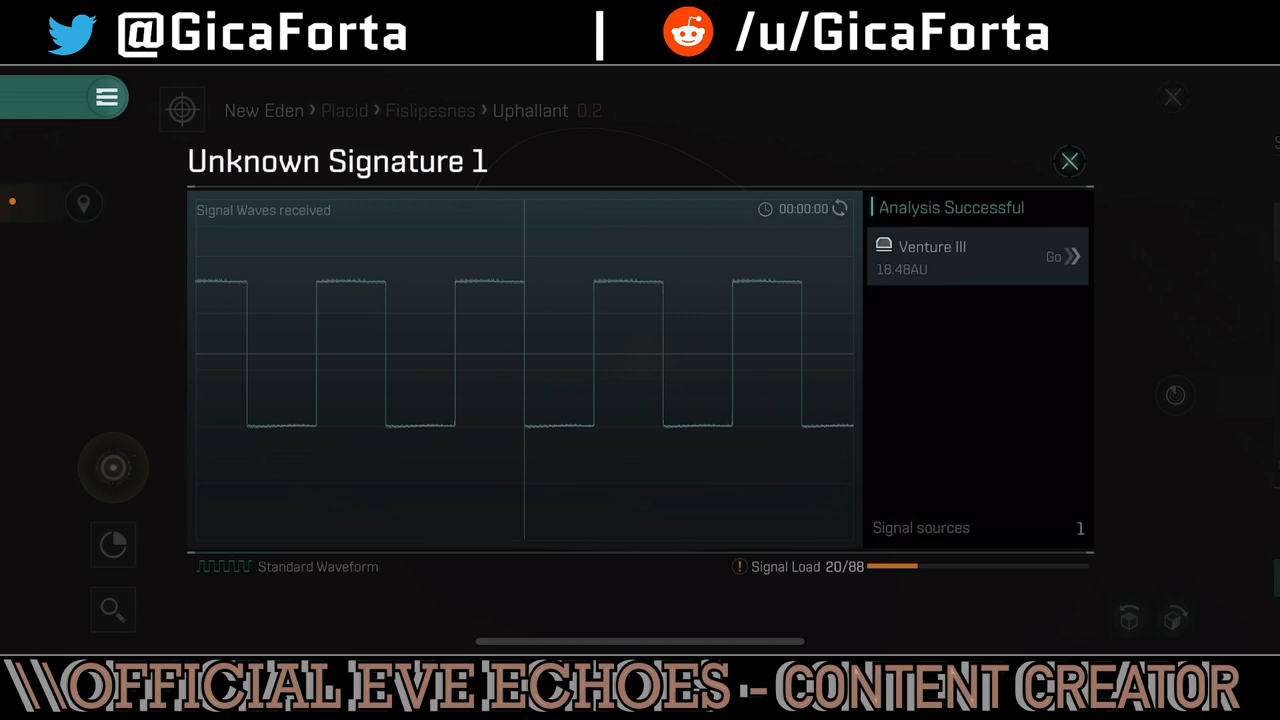 @GicaForta | /u/GicaForta
New Eden > Placid > Fislipesnes > Uphallant 0.2
Unknown Signature 1
Signal Waves received
00:00:00
Analysis Successful
Venture III
18.48AU
Go
Signal sources 1
Standard Waveform
Signal Load 20/88
\\OFFICIAL EVE ECHOES - CONTENT CREATOR